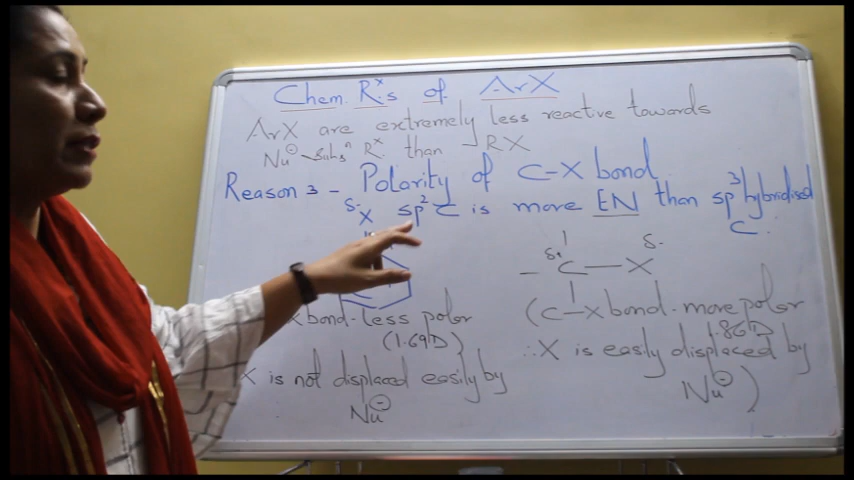 Chem. Rˣs of ArX
ArX are extremely less reactive towards
Nu⊖ Subsⁿ Rˣ. than RX
Reason 3 - Polarity of C-X bond
sp² C is more EN than sp³ hybridised C.
δ- X
δ+ C - X δ-
x bond - less polar
(1.69D)
X is not displaced easily by
Nu⊖
(C-X bond - more polar
1.86D
∴ X is easily displaced by
Nu⊖)